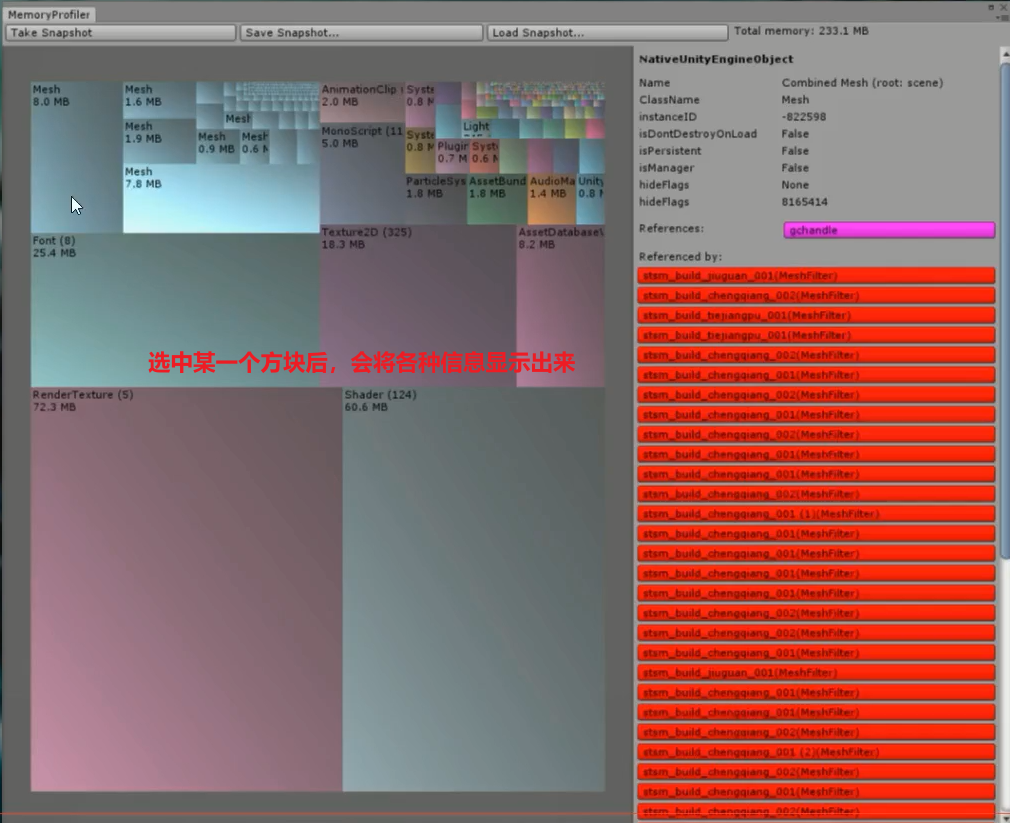 MemoryProfiler
Take Snapshot
Save Snapshot...
Load Snapshot...
Total memory: 233.1 MB
Mesh
8.0 MB
Mesh
1.6 MB
Mesh
1.9 MB
Mesh
Mesh
0.9 MB
Mesh
0.6 M
Mesh
7.8 MB
AnimationClip
2.0 MB
MonoScript (11
5.0 MB
Syst
0.8 M
Syst
0.8 M
Light
Plugin
0.7 M
Syst
0.6 M
ParticleSys
1.8 MB
AssetBund
1.8 MB
AudioMa
1.4 MB
Unity
0.8 M
Font (8)
25.4 MB
Texture2D (325)
18.3 MB
AssetDatabase
8.2 MB
选中某一个方块后，会将各种信息显示出来
RenderTexture (5)
72.3 MB
Shader (124)
60.6 MB
NativeUnityEngineObject
Name Combined Mesh (root: scene)
ClassName Mesh
instanceID -822598
isDontDestroyOnLoad False
isPersistent False
isManager False
hideFlags None
hideFlags 8165414
References: gchandle
Referenced by:
stsm_build_jiuguan_001(MeshFilter)
stsm_build_chengqiang_002(MeshFilter)
stsm_build_tiejiangpu_001(MeshFilter)
stsm_build_tiejiangpu_001(MeshFilter)
stsm_build_chengqiang_002(MeshFilter)
stsm_build_chengqiang_001(MeshFilter)
stsm_build_chengqiang_002(MeshFilter)
stsm_build_chengqiang_001(MeshFilter)
stsm_build_chengqiang_002(MeshFilter)
stsm_build_chengqiang_001(MeshFilter)
stsm_build_chengqiang_001(MeshFilter)
stsm_build_chengqiang_002(MeshFilter)
stsm_build_chengqiang_001 (1)(MeshFilter)
stsm_build_chengqiang_001(MeshFilter)
stsm_build_chengqiang_001(MeshFilter)
stsm_build_chengqiang_001(MeshFilter)
stsm_build_chengqiang_001(MeshFilter)
stsm_build_chengqiang_002(MeshFilter)
stsm_build_chengqiang_002(MeshFilter)
stsm_build_chengqiang_001(MeshFilter)
stsm_build_jiuguan_001(MeshFilter)
stsm_build_chengqiang_001(MeshFilter)
stsm_build_chengqiang_001(MeshFilter)
stsm_build_chengqiang_002(MeshFilter)
stsm_build_chengqiang_001 (2)(MeshFilter)
stsm_build_chengqiang_002(MeshFilter)
stsm_build_chengqiang_001(MeshFilter)
stsm_build_chengqiang_002(MeshFilter)